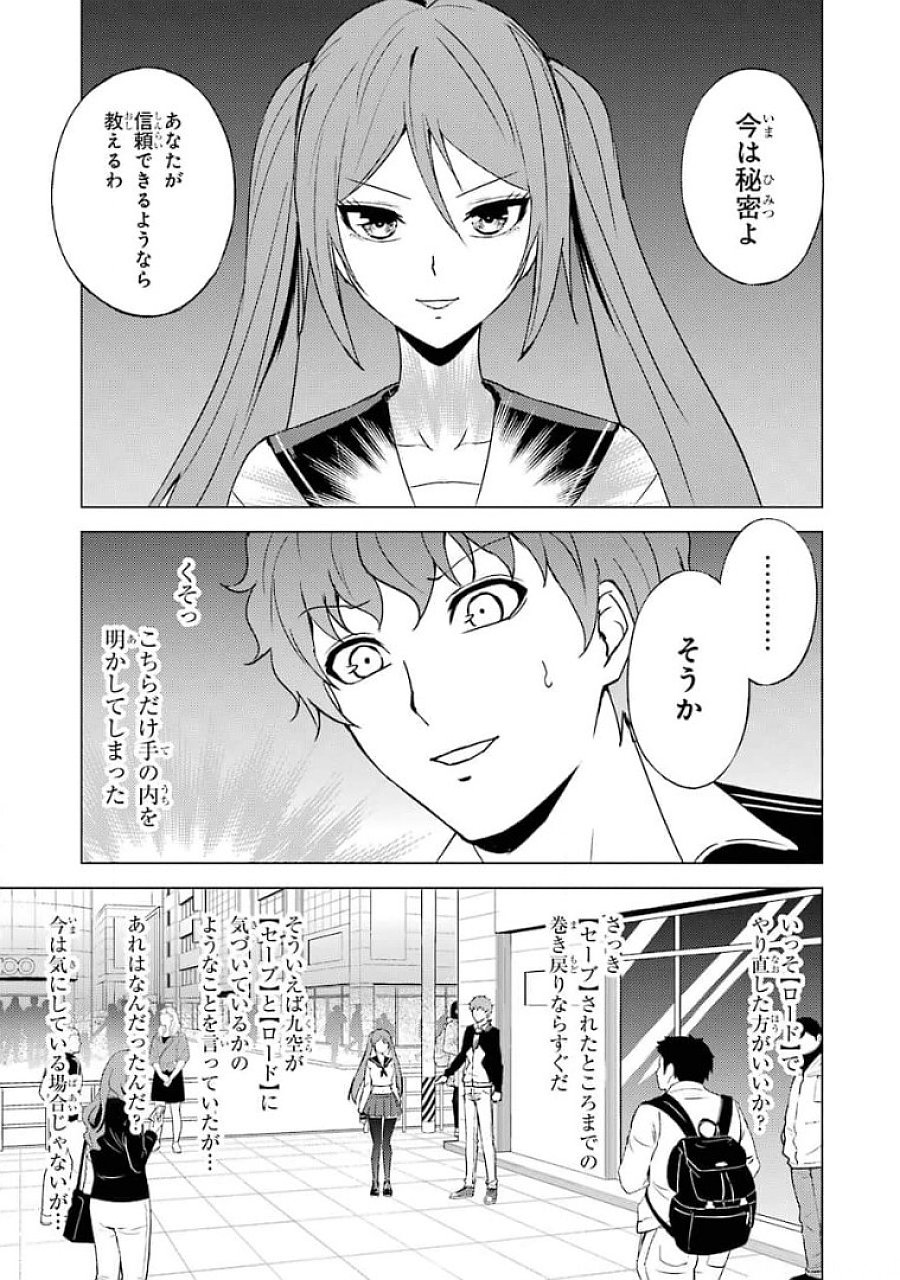 今は秘密よ
あなたが
信頼できるようなら
教えるわ
…………
そうか
くそっ
こちらだけ手の内を
明かしてしまった
いっそ【ロード】で
やり直した方がいいか？
さっき
【セーブ】されたところまでの
巻き戻りならすぐだ
そういえば九空が
【セーブ】と【ロード】に
気づいているかの
ようなことを言っていたが…
あれはなんだったんだ？
今は気にしている場合じゃないが…